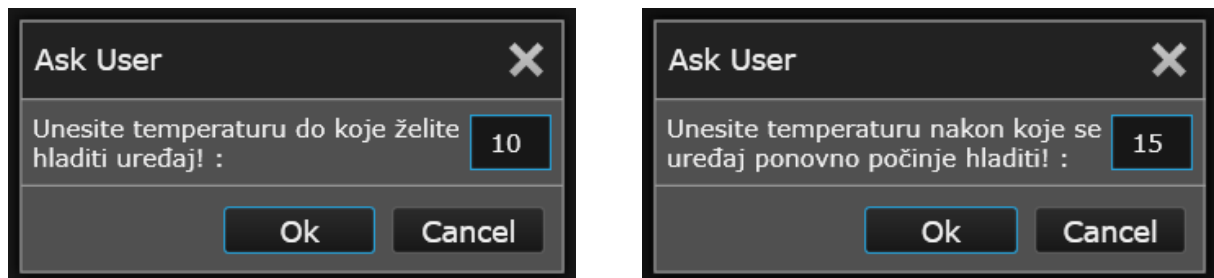 Ask User
Unesite temperaturu do koje želite
hladiti uređaj! :
10
Ok
Cancel
Ask User
Unesite temperaturu nakon koje se
uređaj ponovno počinje hladiti! :
15
Ok
Cancel